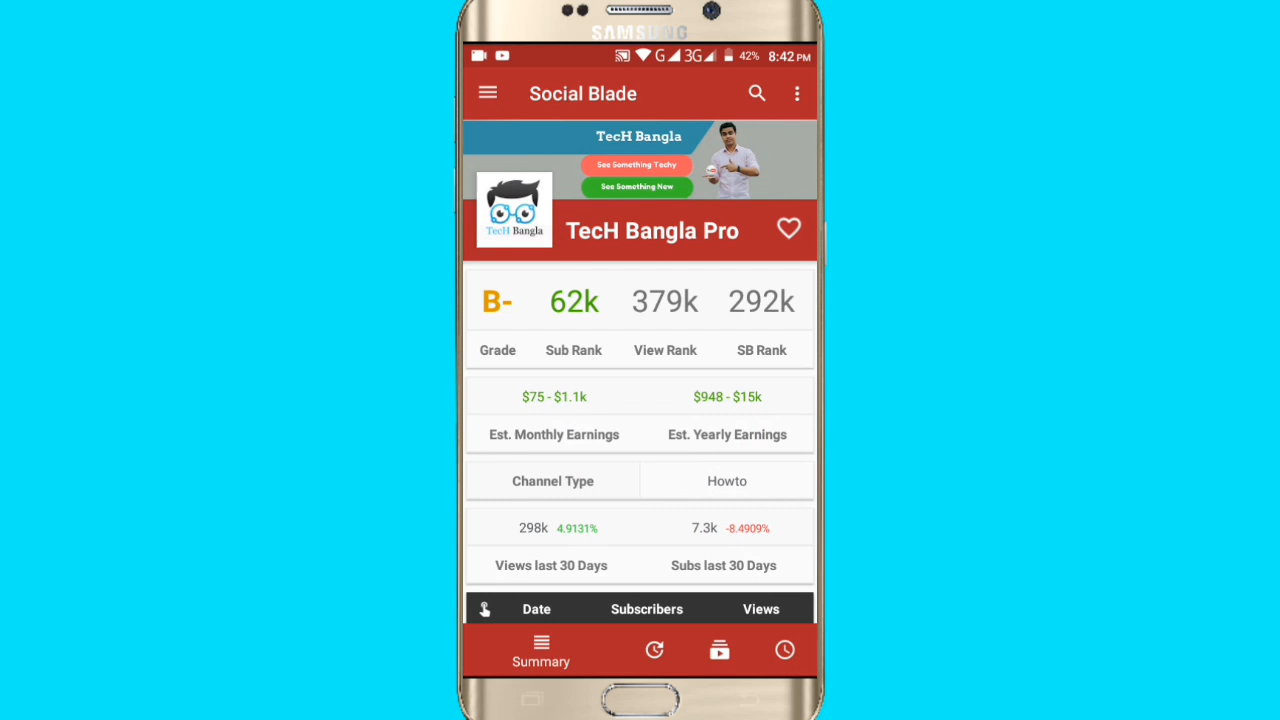 SAMSUNG
G 3G 42% 8:42 PM
Social Blade
TecH Bangla
See Something Techy
See Something New
TecH Bangla
TecH Bangla Pro
B- 62k 379k 292k
Grade Sub Rank View Rank SB Rank
$75 - $1.1k $948 - $15k
Est. Monthly Earnings Est. Yearly Earnings
Channel Type Howto
298k 4.9131% 7.3k -8.4909%
Views last 30 Days Subs last 30 Days
Date Subscribers Views
Summary